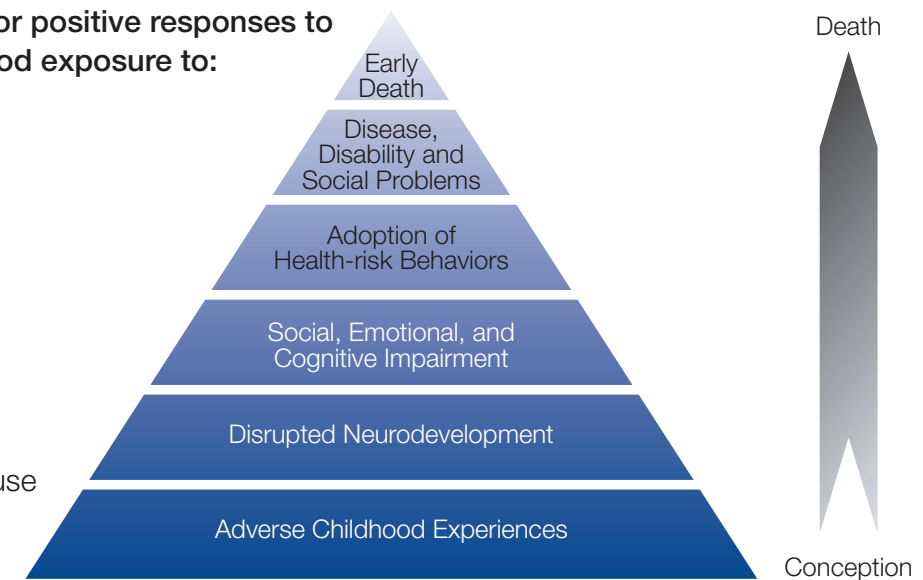 or positive responses to
od exposure to:
use
Early
Death
Disease,
Disability and
Social Problems
Adoption of
Health-risk Behaviors
Social, Emotional, and
Cognitive Impairment
Disrupted Neurodevelopment
Adverse Childhood Experiences
Death
Conception